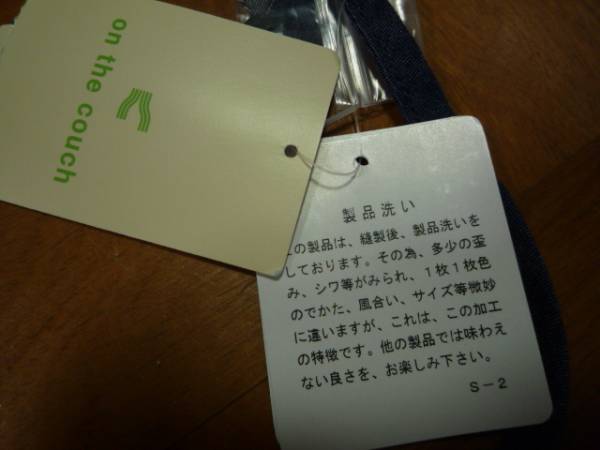 on the couch
製品洗い
この製品は、縫製後、製品洗いを
しております。その為、多少の歪
み、シワ等がみられ、1枚1枚色
のでかた、風合い、サイズ等微妙
に違いますが、これは、この加工
の特徴です。他の製品では味わえ
ない良さを、お楽しみ下さい。
S-2